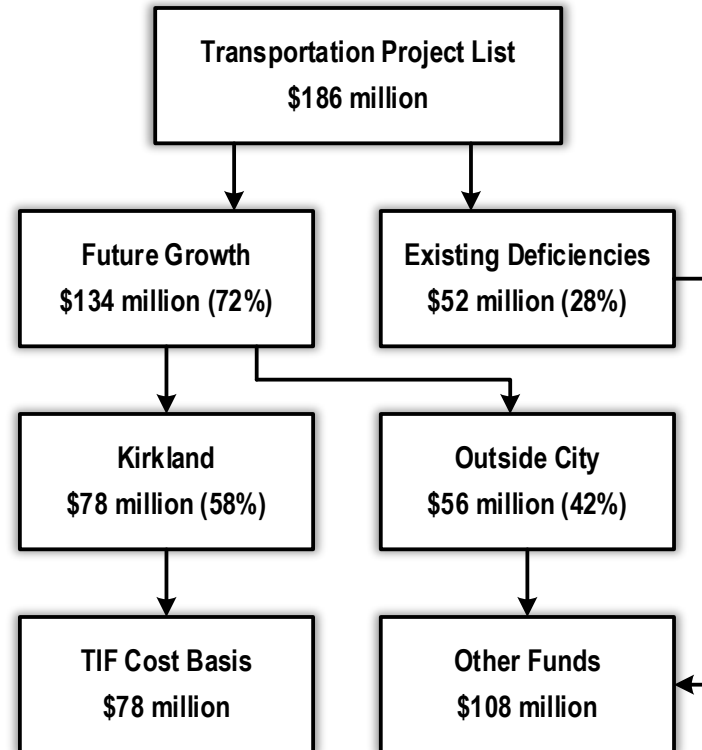 Transportation Project List
$186 million
Future Growth
$134 million (72%)
Existing Deficiencies
$52 million (28%)
Kirkland
$78 million (58%)
Outside City
$56 million (42%)
TIF Cost Basis
$78 million
Other Funds
$108 million